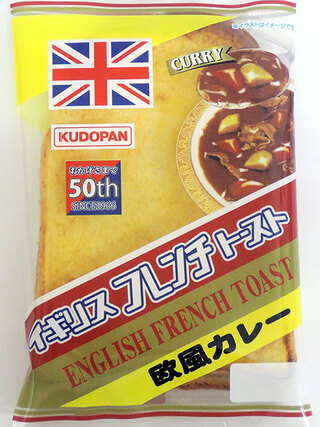 ※イラストはイメージです。
CURRY
KUDOPAN
おかげさまで
50th
イギリスフレンチトースト
ENGLISH FRENCH TOAST
欧風カレー